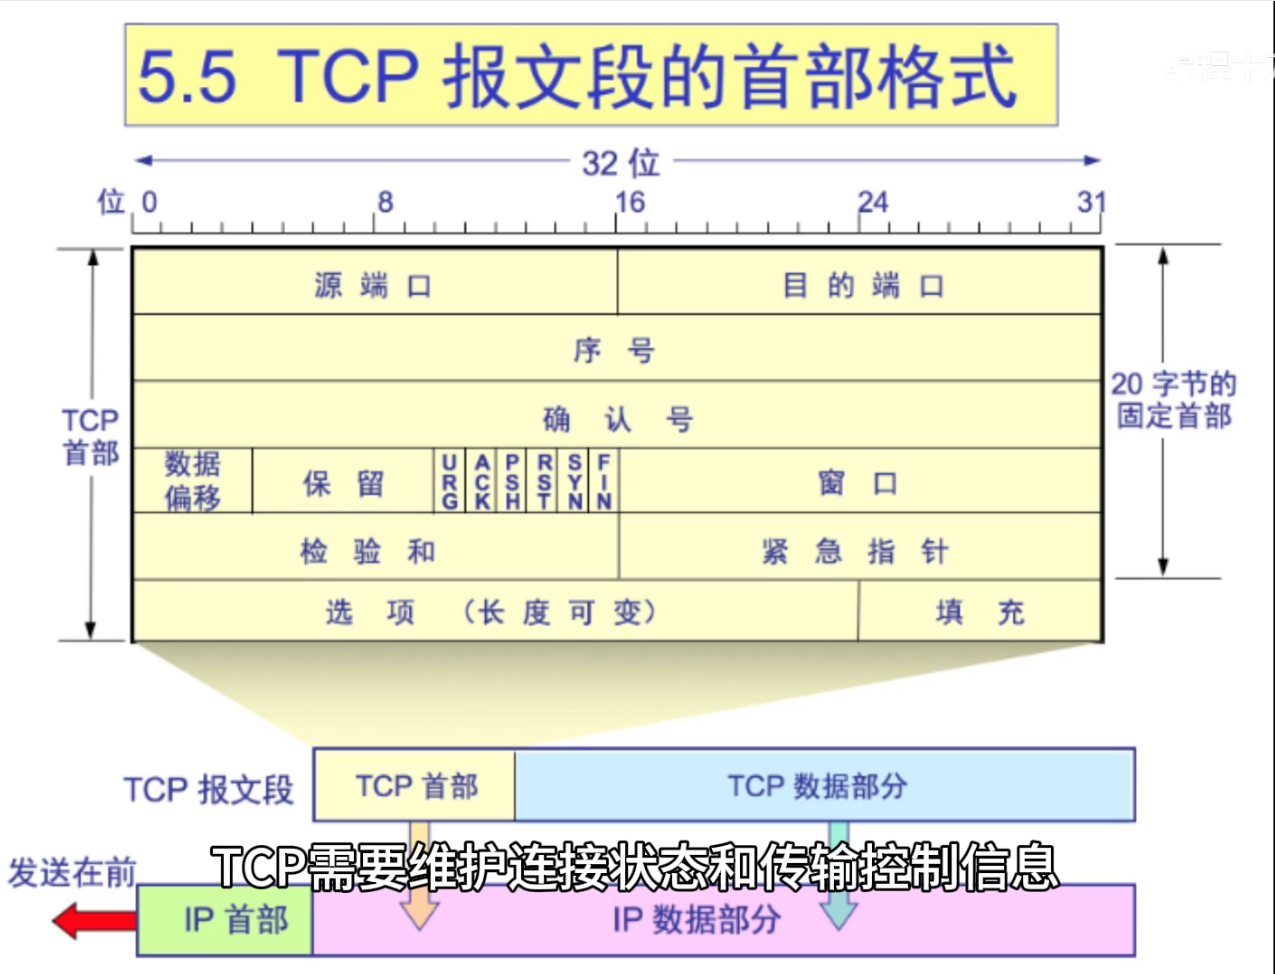 5.5 TCP 报文段的首部格式
32 位
位 0 8 16 24 31
源端口 目的端口
序号
确认号
TCP
首部
20 字节的
固定首部
数据
偏移
保留
URG ACK PSH RST SYN FIN
窗口
检验和 紧急指针
选项 （长度可变） 填充
TCP 报文段 TCP 首部 TCP 数据部分
TCP需要维护连接状态和传输控制信息
发送在前
IP 首部 IP 数据部分